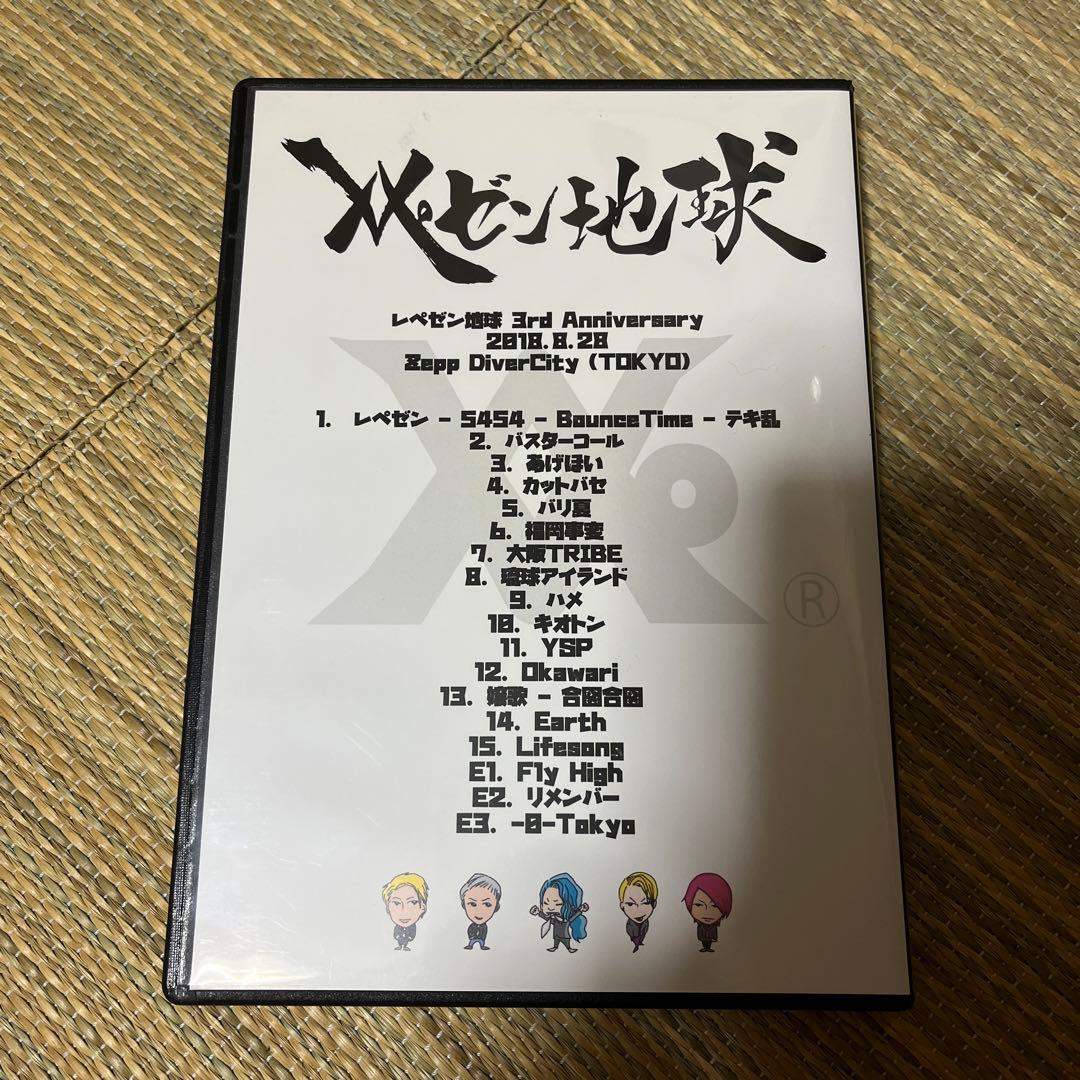 レペゼン地球
レペゼン地球 3rd Anniversary
2018.8.28
Zepp DiverCity (TOKYO)
1. レペゼン - S4S4 - BounceTime - テキ乱
2. バスターコール
3. あげほい
4. カットバセ
5. バリ夏
6. 福岡事変
7. 大阪TRIBE
8. 琉球アイランド
9. ハメ
10. キオトン
11. YSP
12. Okawari
13. 嬢歌 - 合圏合圏
14. Earth
15. Lifesong
E1. Fly High
E2. リメンバー
E3. -0-Tokyo
®